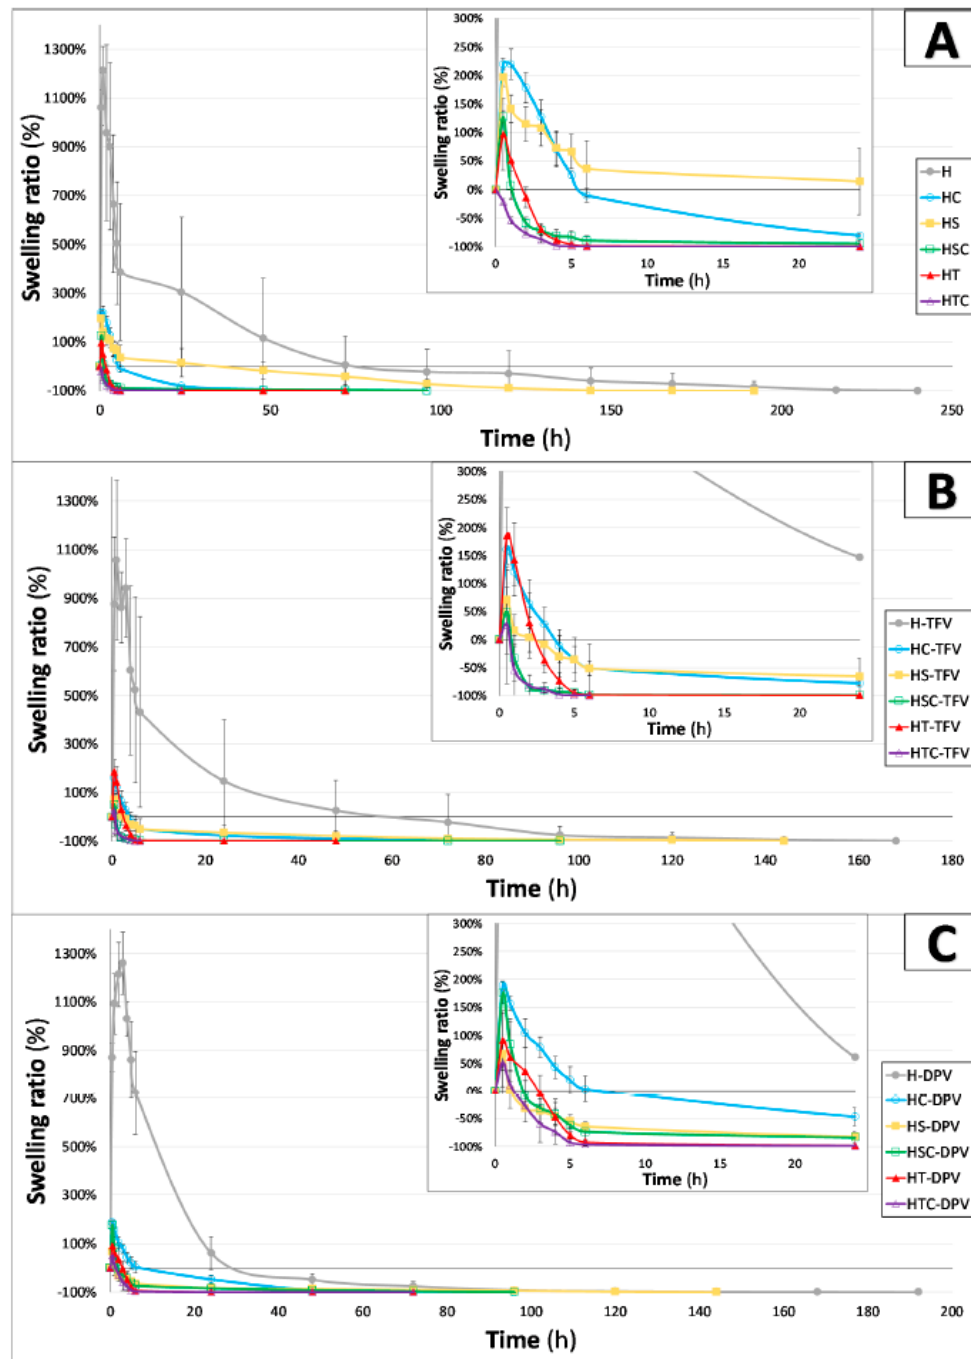 A
Swelling ratio (%)
1300%
1100%
900%
700%
500%
300%
100%
-100%
0
50
100
150
200
250
Time (h)
Swelling ratio (%)
300%
250%
200%
150%
100%
50%
0%
-50%
-100%
0
5
10
15
20
Time (h)
H
HC
HS
HSC
HT
HTC
B
Swelling ratio (%)
1300%
1100%
900%
700%
500%
300%
100%
-100%
0
20
40
60
80
100
120
140
160
180
Time (h)
Swelling ratio (%)
300%
250%
200%
150%
100%
50%
0%
-50%
-100%
0
5
10
15
20
Time (h)
H-TFV
HC-TFV
HS-TFV
HSC-TFV
HT-TFV
HTC-TFV
C
Swelling ratio (%)
1300%
1100%
900%
700%
500%
300%
100%
-100%
0
20
40
60
80
100
120
140
160
180
200
Time (h)
Swelling ratio (%)
300%
250%
200%
150%
100%
50%
0%
-50%
-100%
0
5
10
15
20
Time (h)
H-DPV
HC-DPV
HS-DPV
HSC-DPV
HT-DPV
HTC-DPV